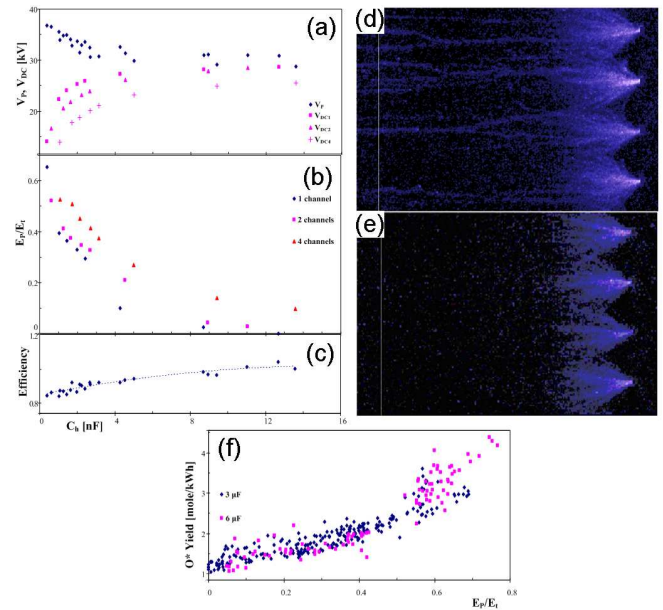 (a)
40
30
20
V_P, V_DC [kV]
V_P
V_DC1
V_DC2
V_DC4
(b)
0.6
0.4
0.2
0
E_P/E_t
1 channel
2 channels
4 channels
(c)
1
0.8
Efficiency
0 4 8 12 16
C_h [nF]
(d)
(e)
(f)
4
3
2
1
O* Yield [mole/kWh]
3 µF
6 µF
0 0.2 0.4 0.6 0.8
E_P/E_t